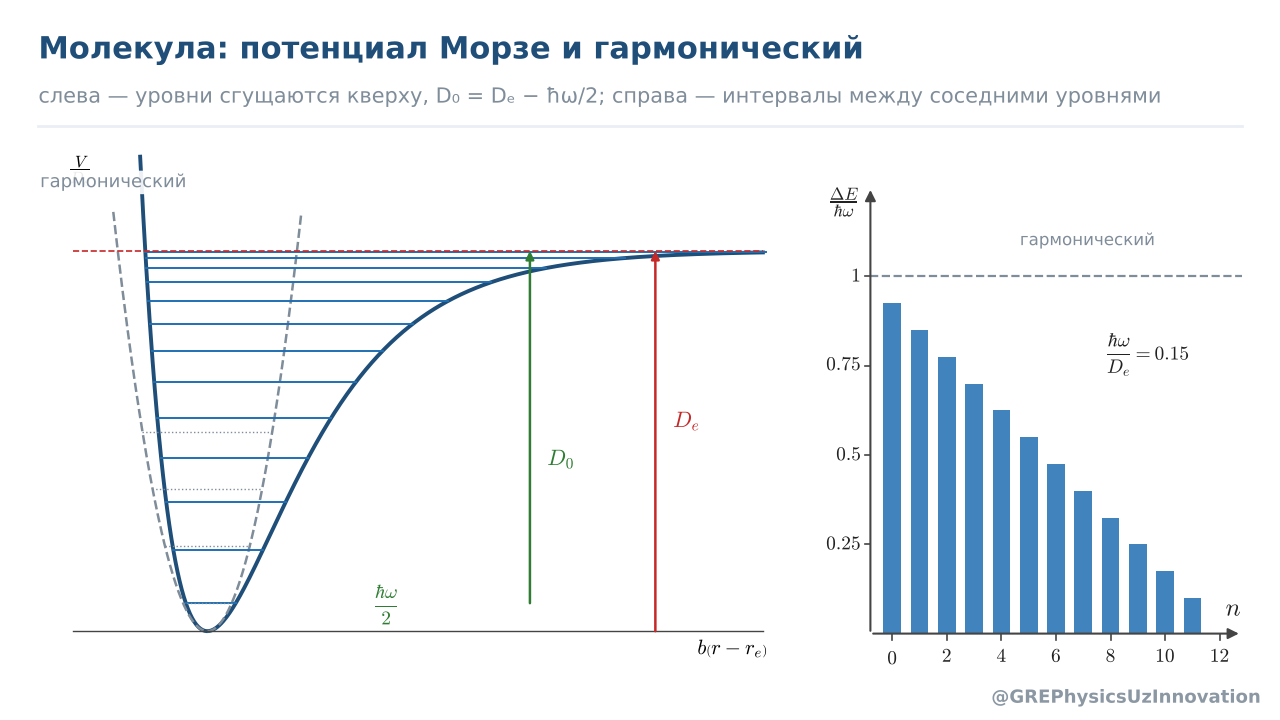 Молекула: потенциал Морзе и гармонический
слева — уровни сгущаются кверху, D₀ = Dₑ − ħω/2; справа — интервалы между соседними уровнями
V
гармонический
D₀
Dₑ
ħω
2
b(r − rₑ)
ΔE
ħω
гармонический
1
0.75
0.5
0.25
ħω
Dₑ
= 0.15
n
0 2 4 6 8 10 12
@GREPhysicsUzInnovation